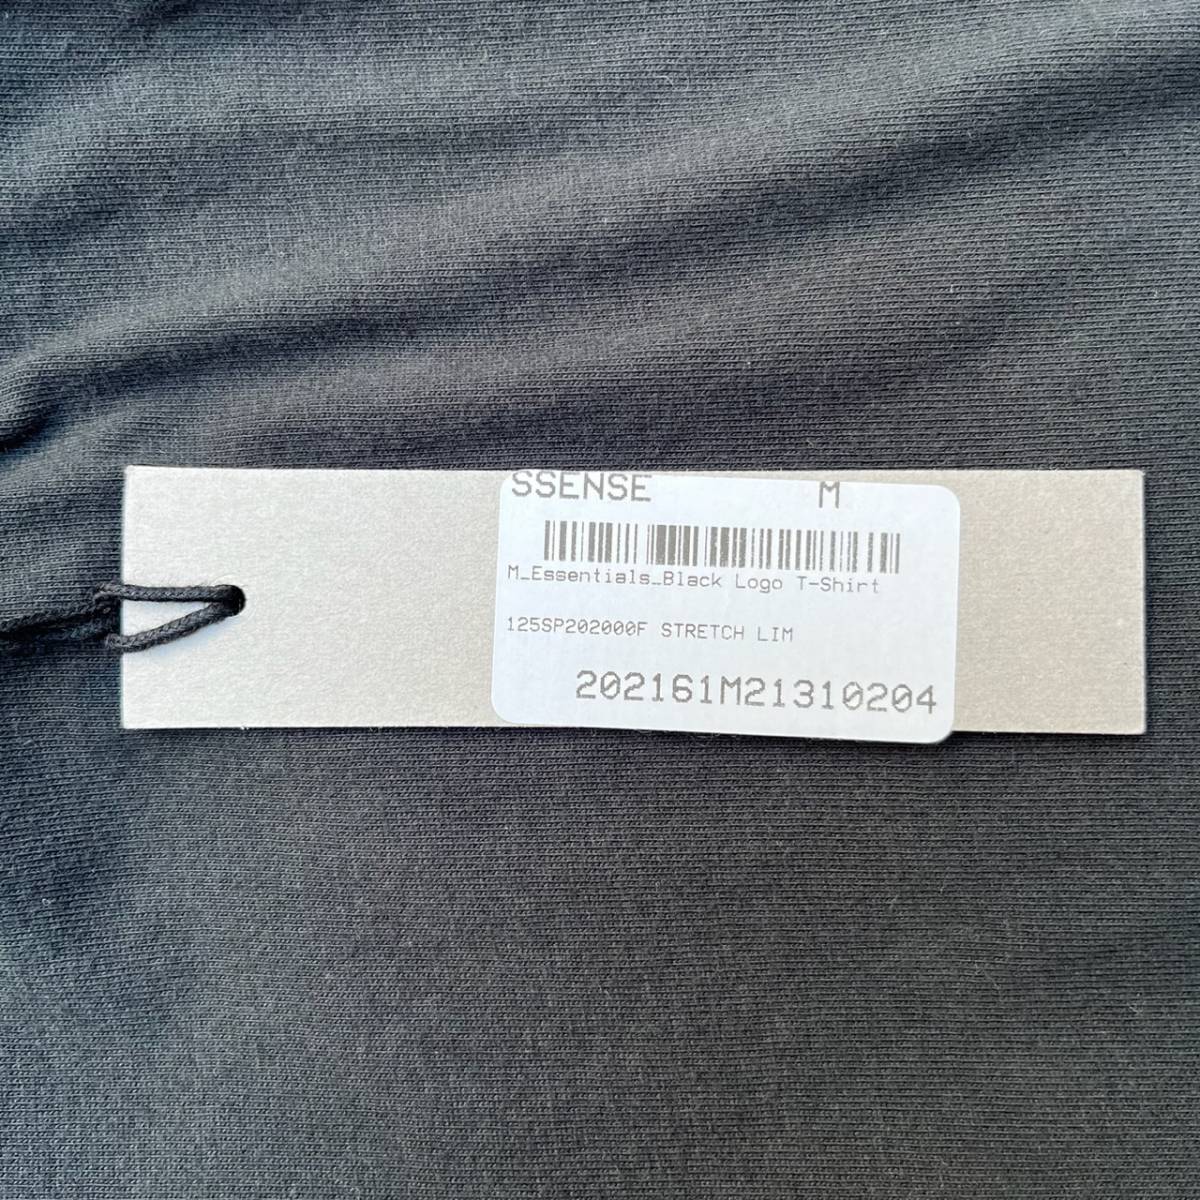 SSENSE M
M_Essentials_Black Logo T-Shirt
125SP202000F STRETCH LIM
202161M21310204